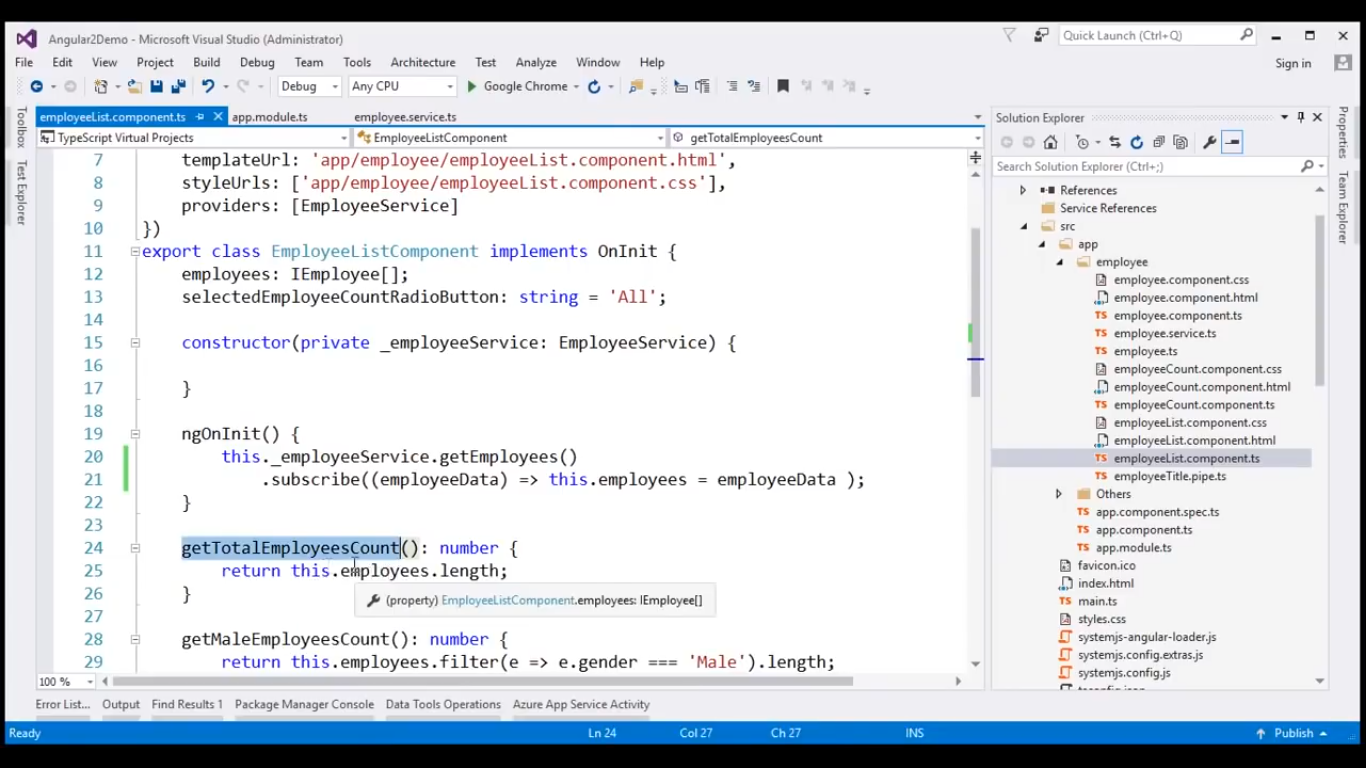 Angular2Demo - Microsoft Visual Studio (Administrator)
Quick Launch (Ctrl+Q)
File Edit View Project Build Debug Team Tools Architecture Test Analyze Window Help
Sign in
Debug Any CPU Google Chrome
Toolbox
Test Explorer
employeeList.component.ts app.module.ts employee.service.ts
TypeScript Virtual Projects EmployeeListComponent getTotalEmployeesCount
7 templateUrl: 'app/employee/employeeList.component.html',
8 styleUrls: ['app/employee/employeeList.component.css'],
9 providers: [EmployeeService]
10 })
11 export class EmployeeListComponent implements OnInit {
12 employees: IEmployee[];
13 selectedEmployeeCountRadioButton: string = 'All';
14
15 constructor(private _employeeService: EmployeeService) {
16
17 }
18
19 ngOnInit() {
20 this._employeeService.getEmployees()
21 .subscribe((employeeData) => this.employees = employeeData );
22 }
23
24 getTotalEmployeesCount(): number {
25 return this.employees.length;
(property) EmployeeListComponent.employees: IEmployee[]
26 }
27
28 getMaleEmployeesCount(): number {
29 return this.employees.filter(e => e.gender === 'Male').length;
100 %
Solution Explorer
Search Solution Explorer (Ctrl+;)
References
Service References
src
app
employee
employee.component.css
employee.component.html
TS employee.component.ts
TS employee.service.ts
TS employee.ts
employeeCount.component.css
employeeCount.component.html
TS employeeCount.component.ts
employeeList.component.css
employeeList.component.html
TS employeeList.component.ts
TS employeeTitle.pipe.ts
Others
TS app.component.spec.ts
TS app.component.ts
TS app.module.ts
favicon.ico
index.html
TS main.ts
styles.css
systemjs-angular-loader.js
systemjs.config.extras.js
systemjs.config.js
Properties
Team Explorer
Error List... Output Find Results 1 Package Manager Console Data Tools Operations Azure App Service Activity
Ready Ln 24 Col 27 Ch 27 INS Publish